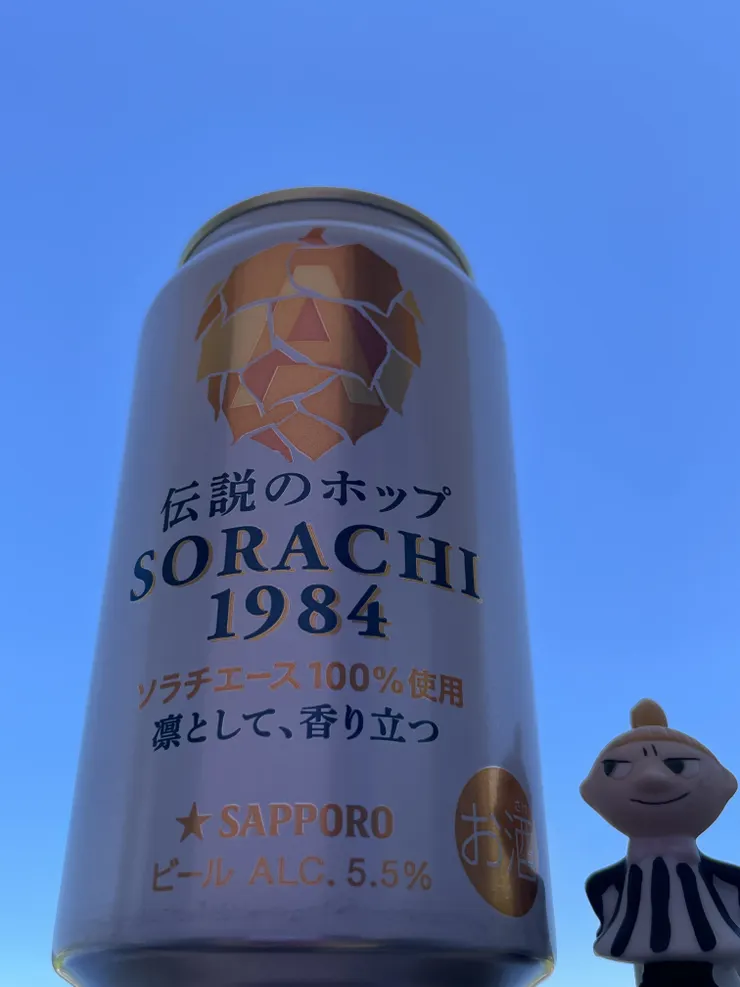 伝説のホップ
SORACHI
1984
ソラチエース100%使用
凛として、香り立つ
★SAPPORO
ビール ALC. 5.5%
お酒